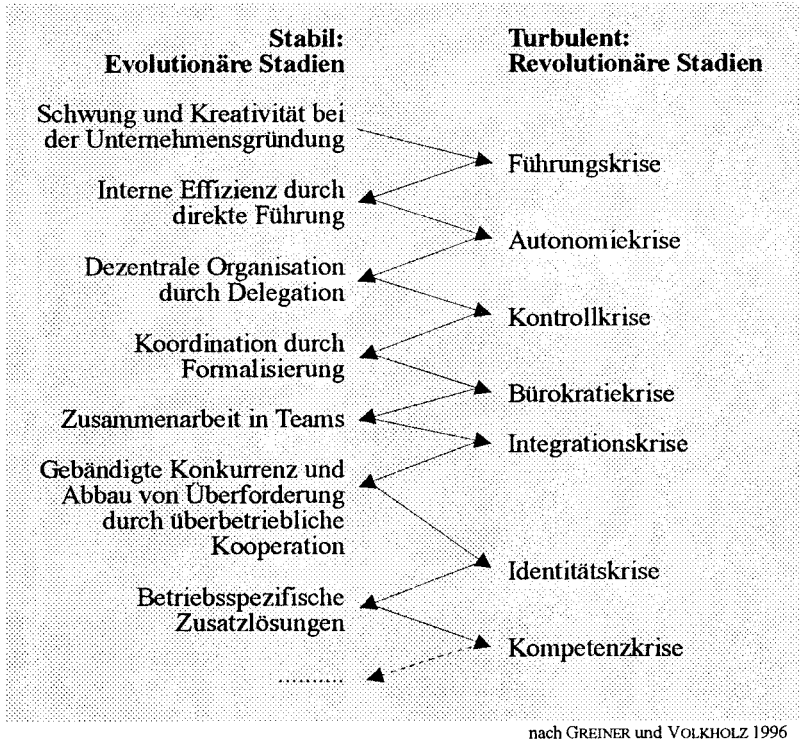 Stabil:
Evolutionäre Stadien
Turbulent:
Revolutionäre Stadien
Schwung und Kreativität bei
der Unternehmensgründung
Führungskrise
Interne Effizienz durch
direkte Führung
Autonomiekrise
Dezentrale Organisation
durch Delegation
Kontrollkrise
Koordination durch
Formalisierung
Bürokratiekrise
Zusammenarbeit in Teams
Integrationskrise
Gebändigte Konkurrenz und
Abbau von Überforderung
durch überbetriebliche
Kooperation
Identitätskrise
Betriebsspezifische
Zusatzlösungen
Kompetenzkrise
..........
nach GREINER und VOLKHOLZ 1996